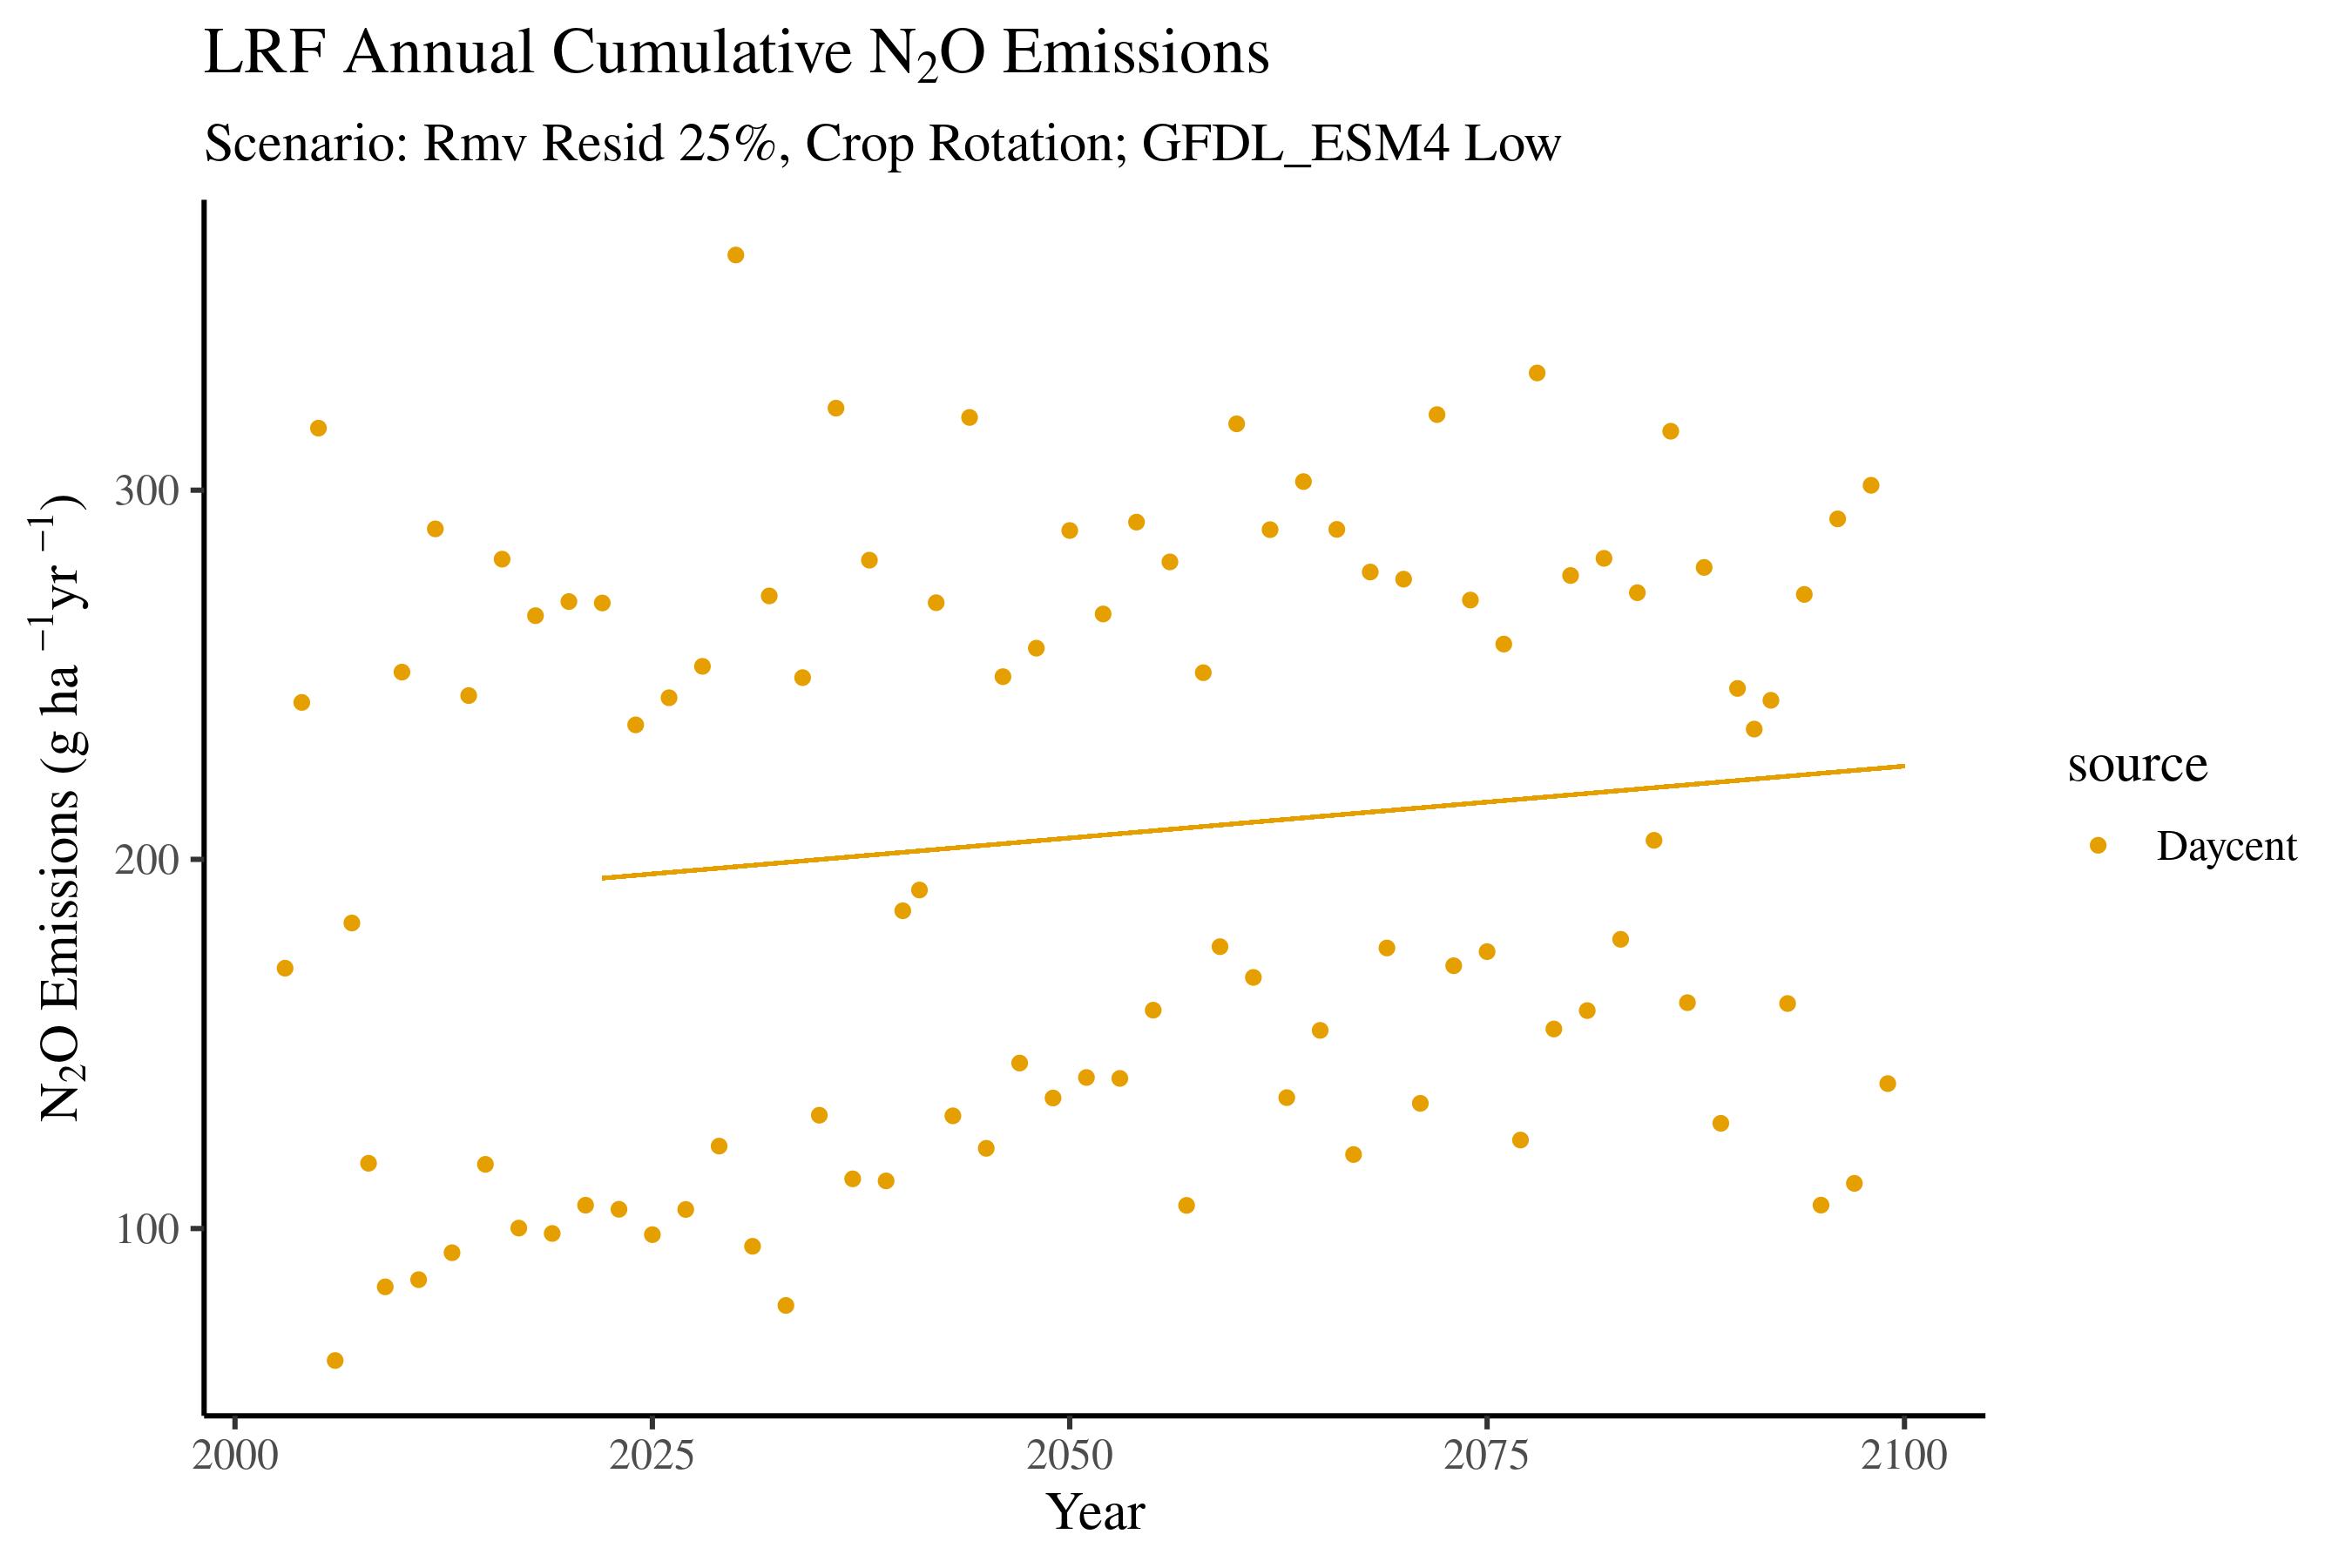 LRF Annual Cumulative N₂O Emissions
Scenario: Rmv Resid 25%, Crop Rotation; GFDL_ESM4 Low
N₂O Emissions (g ha ⁻¹yr ⁻¹)
300
200
100
2000 2025 2050 2075 2100
Year
source
Daycent